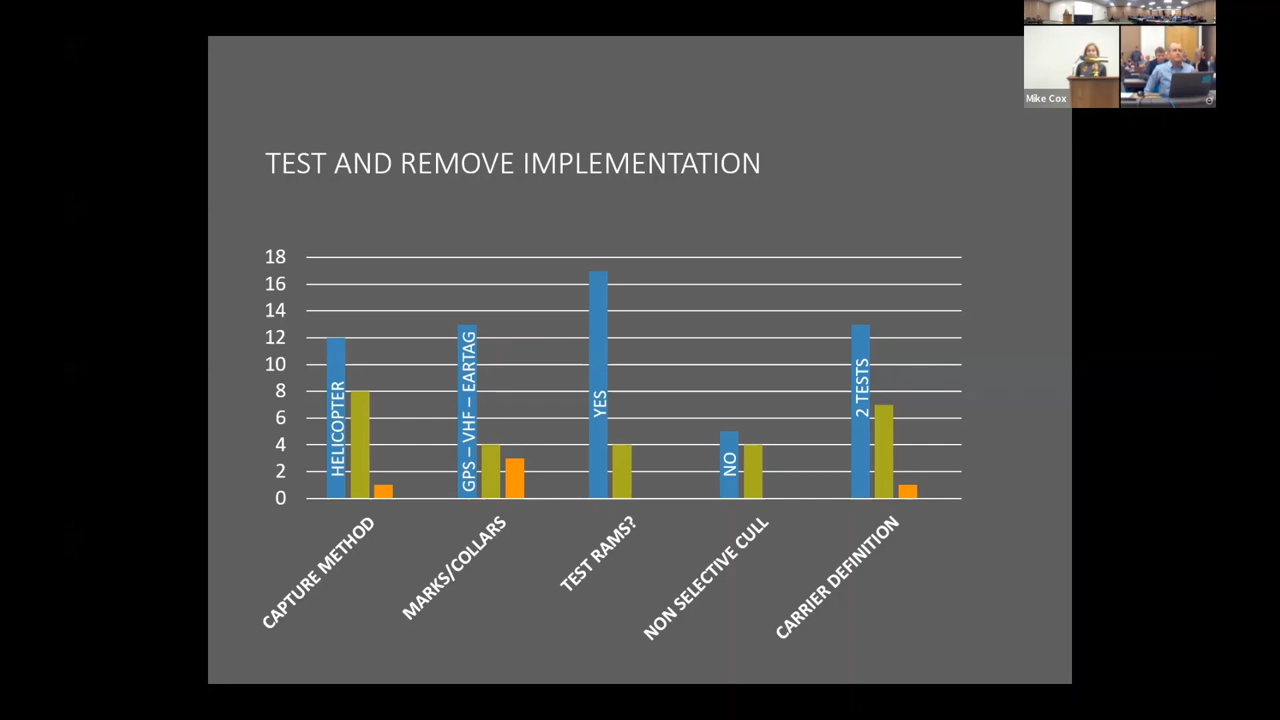 Mike Cox
TEST AND REMOVE IMPLEMENTATION
18
16
14
12
10
8
6
4
2
0
HELICOPTER
GPS – VHF – EARTAG
YES
NO
2 TESTS
CAPTURE METHOD
MARKS/COLLARS
TEST RAMS?
NON SELECTIVE CULL
CARRIER DEFINITION